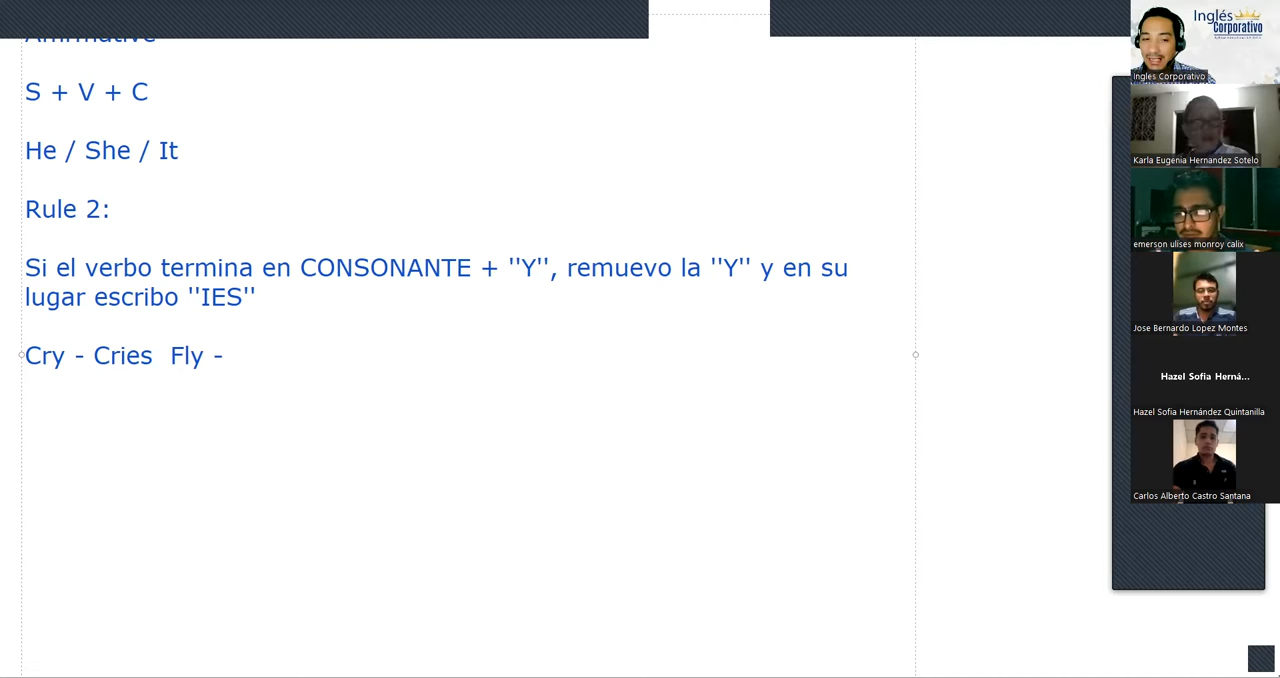 Affirmative
S + V + C
He / She / It
Rule 2:
Si el verbo termina en CONSONANTE + ''Y'', remuevo la ''Y'' y en su
lugar escribo ''IES''
Cry - Cries  Fly -
Inglés
Corporativo
Ingles Corporativo
Karla Eugenia Hernandez Sotelo
emerson ulises monroy calix
Jose Bernardo Lopez Montes
Hazel Sofia Herná...
Hazel Sofia Hernández Quintanilla
Carlos Alberto Castro Santana